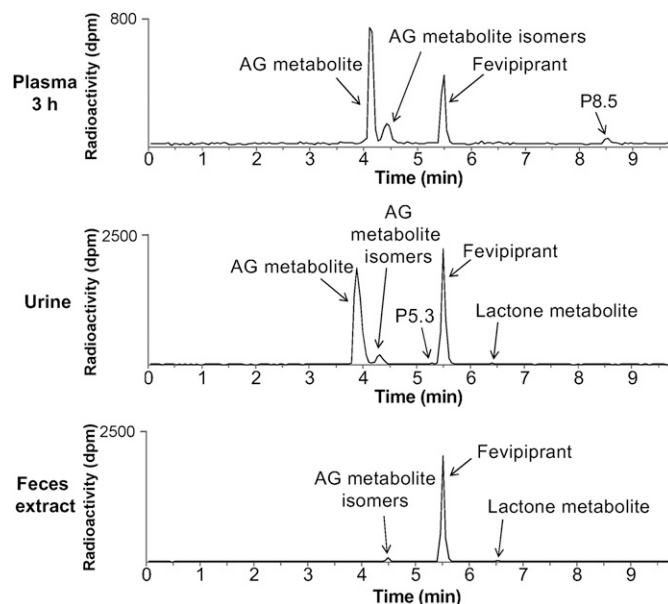 800
AG metabolite isomers
AG metabolite
Fevipiprant
Plasma
3 h
Radioactivity (dpm)
P8.5
0 1 2 3 4 5 6 7 8 9
Time (min)
2500
AG
metabolite
isomers
AG metabolite
Fevipiprant
Urine
Radioactivity (dpm)
P5.3
Lactone metabolite
0 1 2 3 4 5 6 7 8 9
Time (min)
2500
Fevipiprant
AG metabolite
isomers
Feces
extract
Radioactivity (dpm)
Lactone metabolite
0 1 2 3 4 5 6 7 8 9
Time (min)